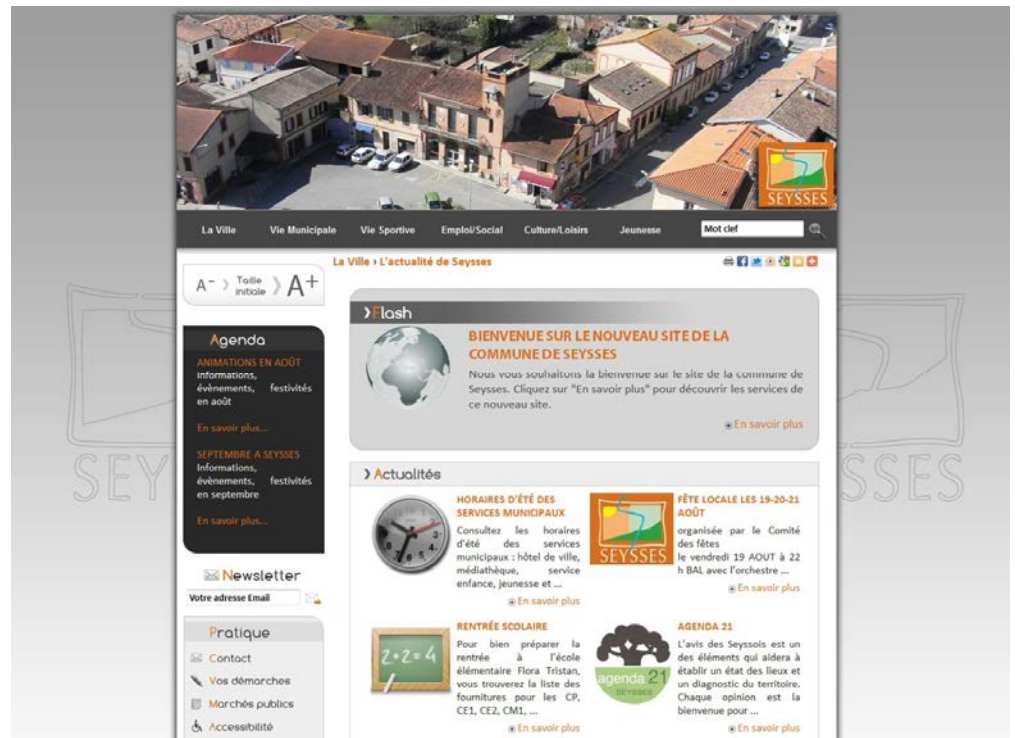 SEYSSES
La Ville Vie Municipale Vie Sportive Emploi/Social Culture/Loisirs Jeunesse Mot clef
La Ville › L'actualité de Seysses
A- › Taille initiale › A+
Agenda
ANIMATIONS EN AOÛT
Informations,
évènements, festivités
en août
En savoir plus...
SEPTEMBRE A SEYSSES
Informations,
évènements, festivités
en septembre
En savoir plus...
Newsletter
Votre adresse Email
Pratique
Contact
Vos démarches
Marchés publics
Accessibilité
Flash
BIENVENUE SUR LE NOUVEAU SITE DE LA
COMMUNE DE SEYSSES
Nous vous souhaitons la bienvenue sur le site de la commune de
Seysses. Cliquez sur "En savoir plus" pour découvrir les services de
ce nouveau site.
En savoir plus
Actualités
HORAIRES D'ÉTÉ DES
SERVICES MUNICIPAUX
Consultez les horaires
d'été des services
municipaux : hôtel de ville,
médiathèque, service
enfance, jeunesse et ...
En savoir plus
SEYSSES
FÊTE LOCALE LES 19-20-21
AOÛT
organisée par le Comité
des fêtes
le vendredi 19 AOUT à 22
h BAL avec l'orchestre ...
En savoir plus
2+2=4
RENTRÉE SCOLAIRE
Pour bien préparer la
rentrée à l'école
élémentaire Flora Tristan,
vous trouverez la liste des
fournitures pour les CP,
CE1, CE2, CM1, ...
En savoir plus
agenda 21
SEYSSES
AGENDA 21
L'avis des Seyssois est un
des éléments qui aidera à
établir un état des lieux et
un diagnostic du territoire.
Chaque opinion est la
bienvenue pour ...
En savoir plus
SEY
SSES